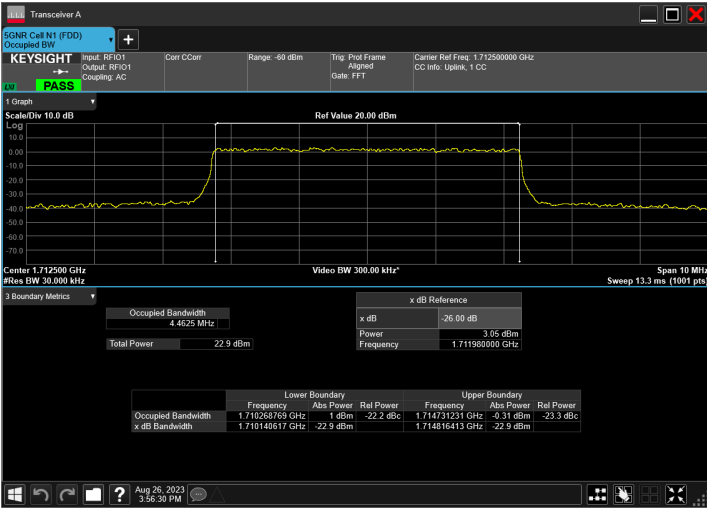 Transceiver A
5GNR Cell N1 (FDD)
Occupied BW
KEYSIGHT
LXI
PASS
Input: RFIO1
Output: RFIO1
Coupling: AC
Corr CCorr
Range: -60 dBm
Trig: Prot Frame
Aligned
Gate: FFT
Carrier Ref Freq: 1.712500000 GHz
CC Info: Uplink, 1 CC
1 Graph
Scale/Div 10.0 dB
Ref Value 20.00 dBm
Log
10.0
0.00
-10.0
-20.0
-30.0
-40.0
-50.0
-60.0
-70.0
Center 1.712500 GHz
Video BW 300.00 kHz*
Span 10 MHz
#Res BW 30.000 kHz
Sweep 13.3 ms (1001 pts)
3 Boundary Metrics
Occupied Bandwidth
4.4625 MHz
Total Power 22.9 dBm
x dB Reference
x dB -26.00 dB
Power 3.05 dBm
Frequency 1.711980000 GHz
Lower Boundary Upper Boundary
Frequency Abs Power Rel Power Frequency Abs Power Rel Power
Occupied Bandwidth 1.710268769 GHz 1 dBm -22.2 dBc 1.714731231 GHz -0.31 dBm -23.3 dBc
x dB Bandwidth 1.710140617 GHz -22.9 dBm 1.714816413 GHz -22.9 dBm
?
Aug 26, 2023
3:56:30 PM